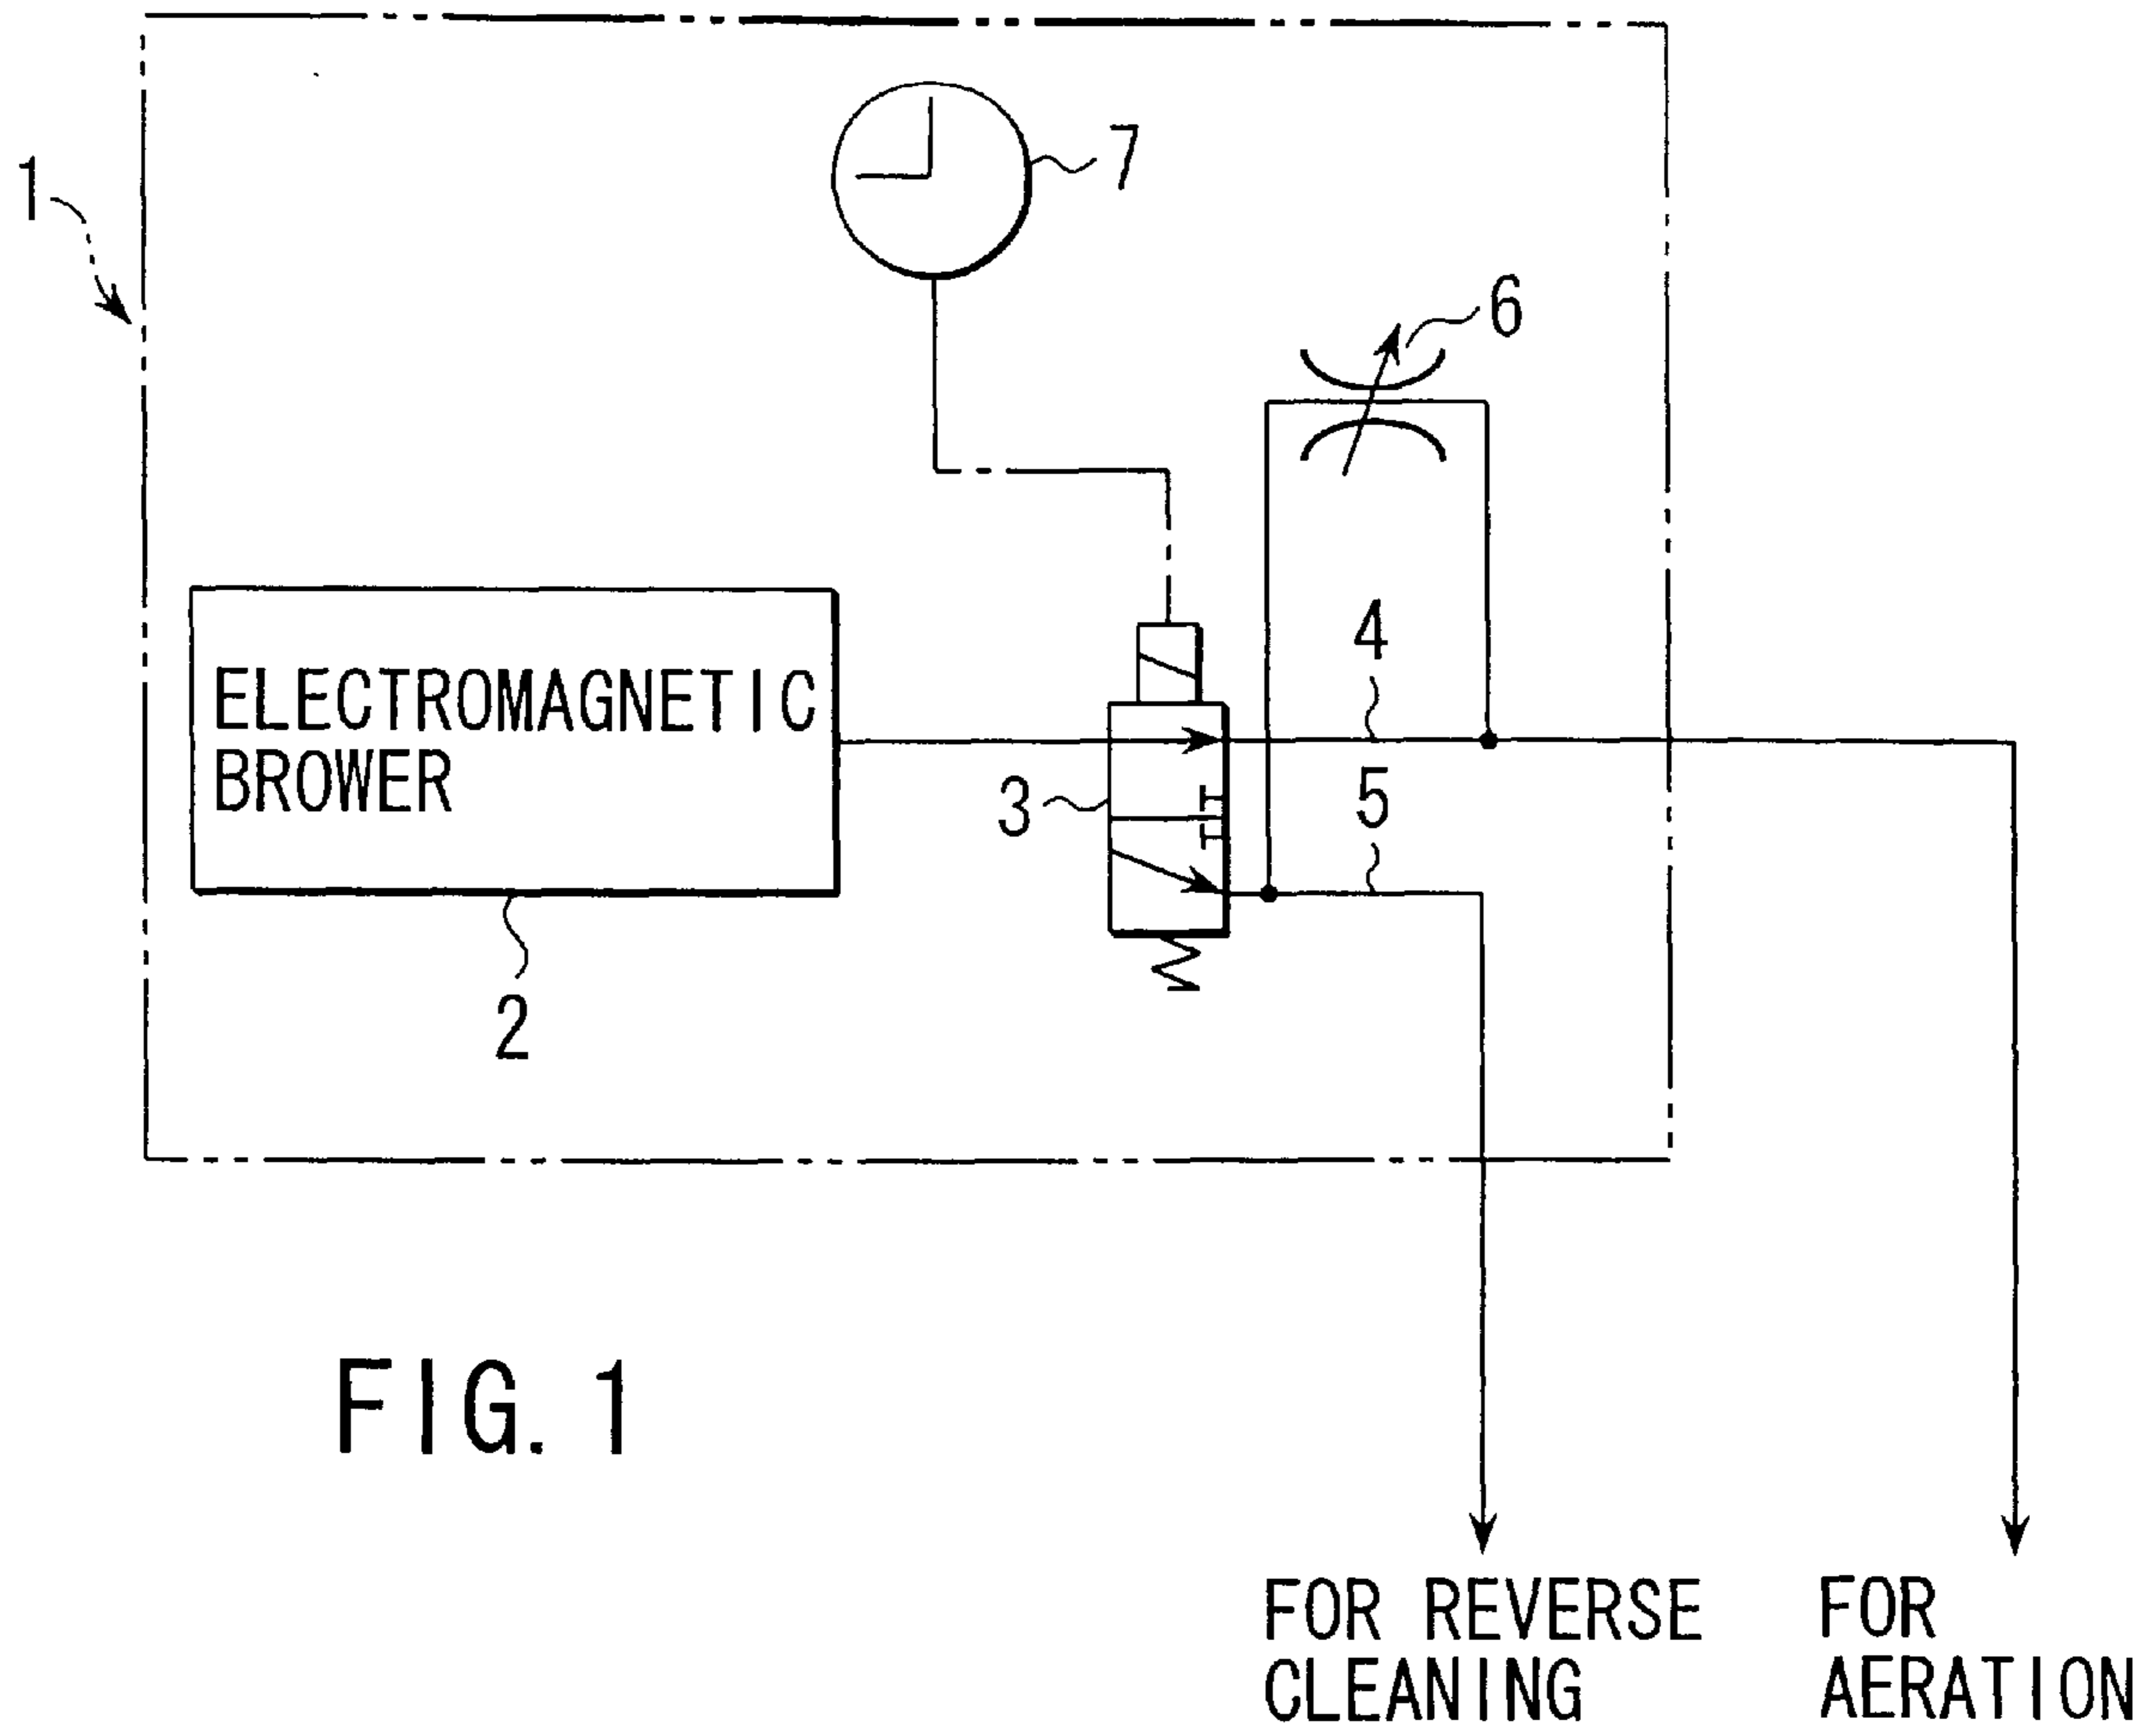 1
7
6
ELECTROMAGNETIC
BROWER
4
3
5
2
FIG. 1
FOR REVERSE
CLEANING
FOR
AERATION